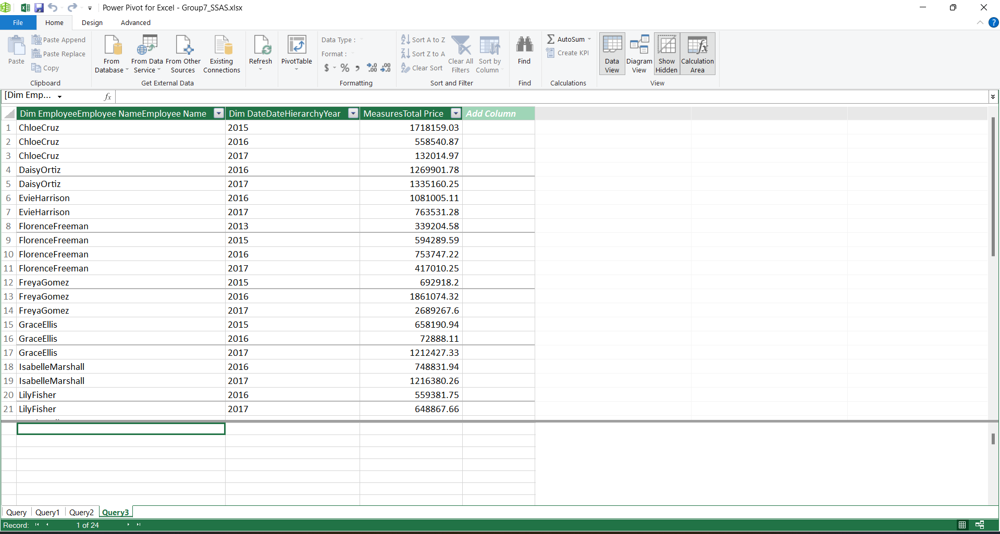 Power Pivot for Excel - Group7_SSAS.xlsx
File Home Design Advanced
Paste
Paste Append
Paste Replace
Copy
Clipboard
From Database
From Data Service
From Other Sources
Existing Connections
Get External Data
Refresh
PivotTable
Data Type :
Format :
$ % , .00 .00
Formatting
Sort A to Z
Sort Z to A
Clear Sort
Clear All Filters
Sort by Column
Sort and Filter
Find
Find
AutoSum
Create KPI
Calculations
Data View
Diagram View
Show Hidden
Calculation Area
View
[Dim Emp... fx
Dim EmployeeEmployee NameEmployee Name Dim DateDateHierarchyYear MeasuresTotal Price Add Column
1 ChloeCruz 2015 1718159.03
2 ChloeCruz 2016 558540.87
3 ChloeCruz 2017 132014.97
4 DaisyOrtiz 2016 1269901.78
5 DaisyOrtiz 2017 1335160.25
6 EvieHarrison 2016 1081005.11
7 EvieHarrison 2017 763531.28
8 FlorenceFreeman 2013 339204.58
9 FlorenceFreeman 2015 594289.59
10 FlorenceFreeman 2016 753747.22
11 FlorenceFreeman 2017 417010.25
12 FreyaGomez 2015 692918.2
13 FreyaGomez 2016 1861074.32
14 FreyaGomez 2017 2689267.6
15 GraceEllis 2015 658190.94
16 GraceEllis 2016 72888.11
17 GraceEllis 2017 1212427.33
18 IsabelleMarshall 2016 748831.94
19 IsabelleMarshall 2017 1216380.26
20 LilyFisher 2016 559381.75
21 LilyFisher 2017 648867.66
Query Query1 Query2 Query3
Record: 1 of 24